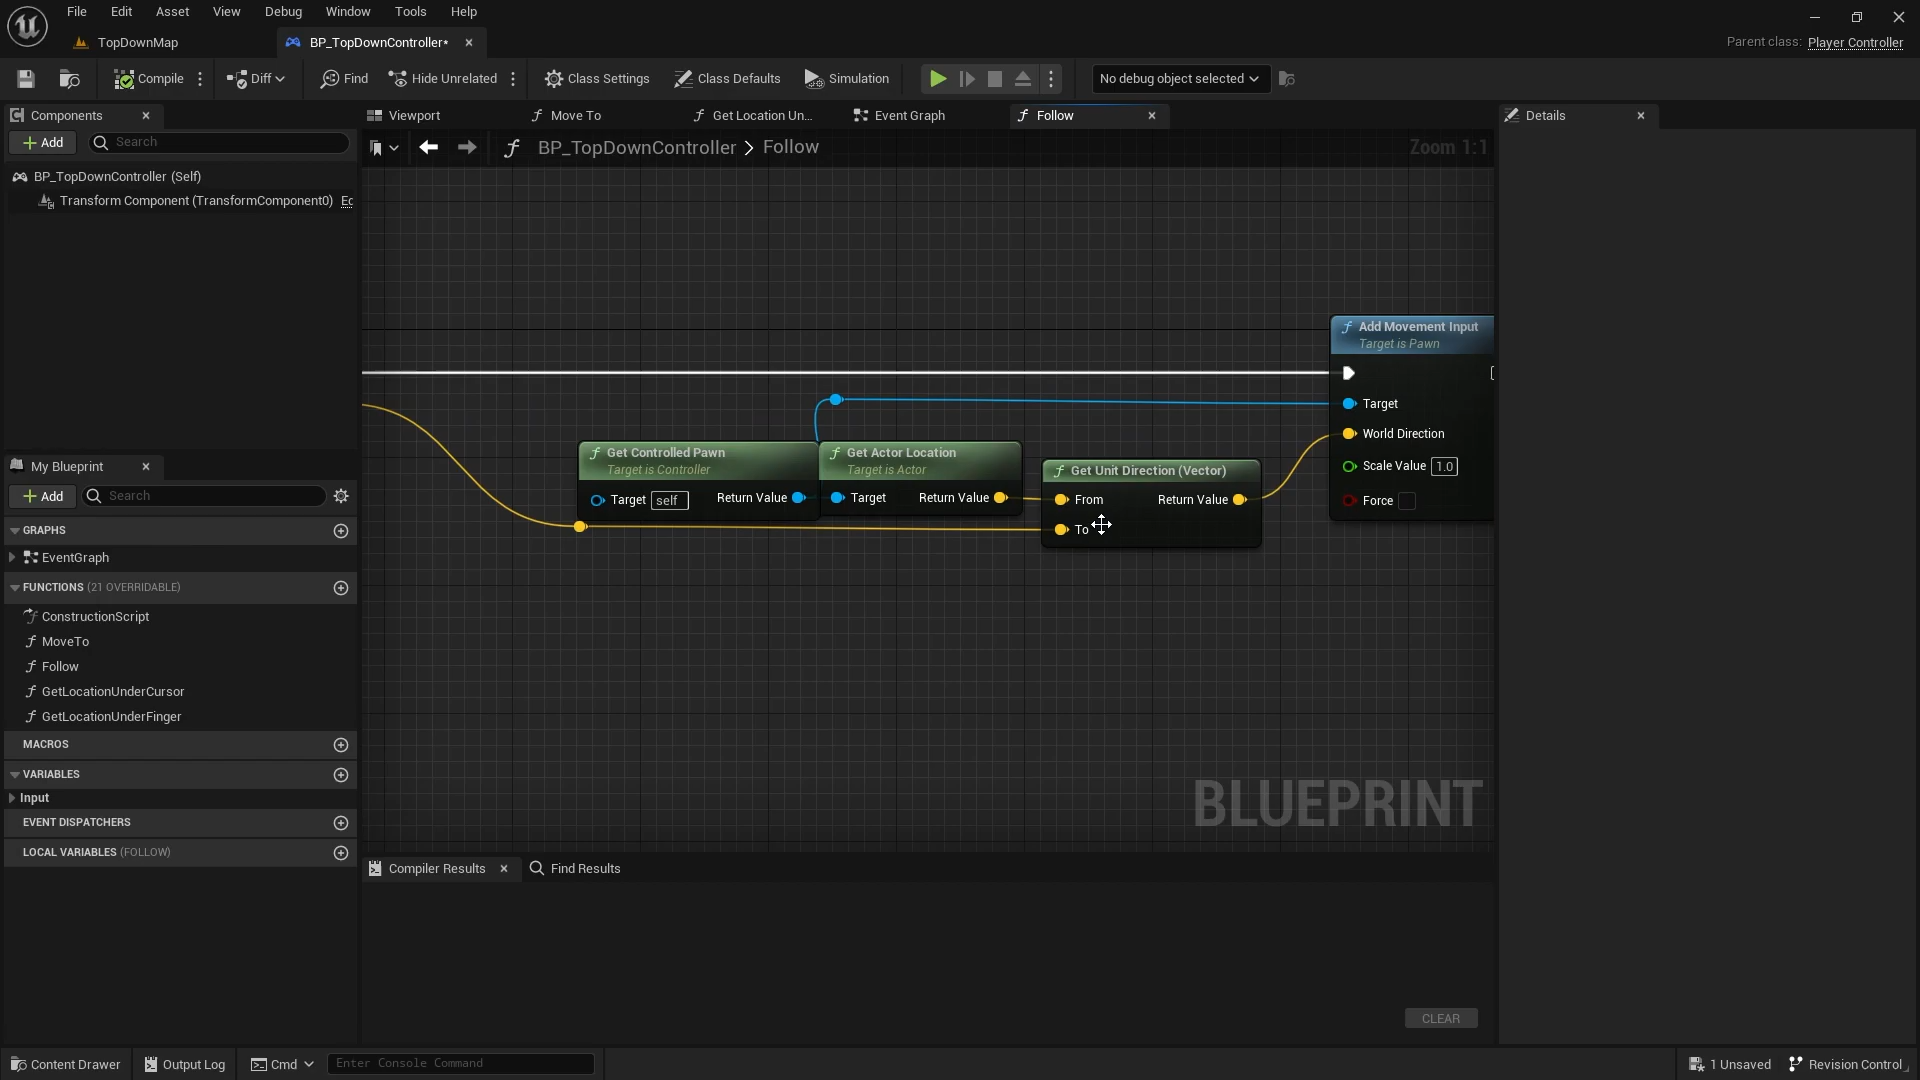 File Edit Asset View Debug Window Tools Help
TopDownMap
BP_TopDownController*
Parent class: Player Controller
Compile
Diff
Find
Hide Unrelated
Class Settings
Class Defaults
Simulation
No debug object selected
Components
Add
Search
BP_TopDownController (Self)
Transform Component (TransformComponent0)
Viewport
Move To
Get Location Un...
Event Graph
Follow
BP_TopDownController > Follow
Zoom 1:1
Details
Add Movement Input
Target is Pawn
Target
World Direction
Scale Value 1.0
Force
Get Controlled Pawn
Target is Controller
Target self
Return Value
Get Actor Location
Target is Actor
Target
Return Value
Get Unit Direction (Vector)
From
Return Value
To
BLUEPRINT
My Blueprint
Add
Search
GRAPHS
EventGraph
FUNCTIONS (21 OVERRIDABLE)
ConstructionScript
MoveTo
Follow
GetLocationUnderCursor
GetLocationUnderFinger
MACROS
VARIABLES
Input
EVENT DISPATCHERS
LOCAL VARIABLES (FOLLOW)
Compiler Results
Find Results
CLEAR
Content Drawer
Output Log
Cmd
Enter Console Command
1 Unsaved
Revision Control